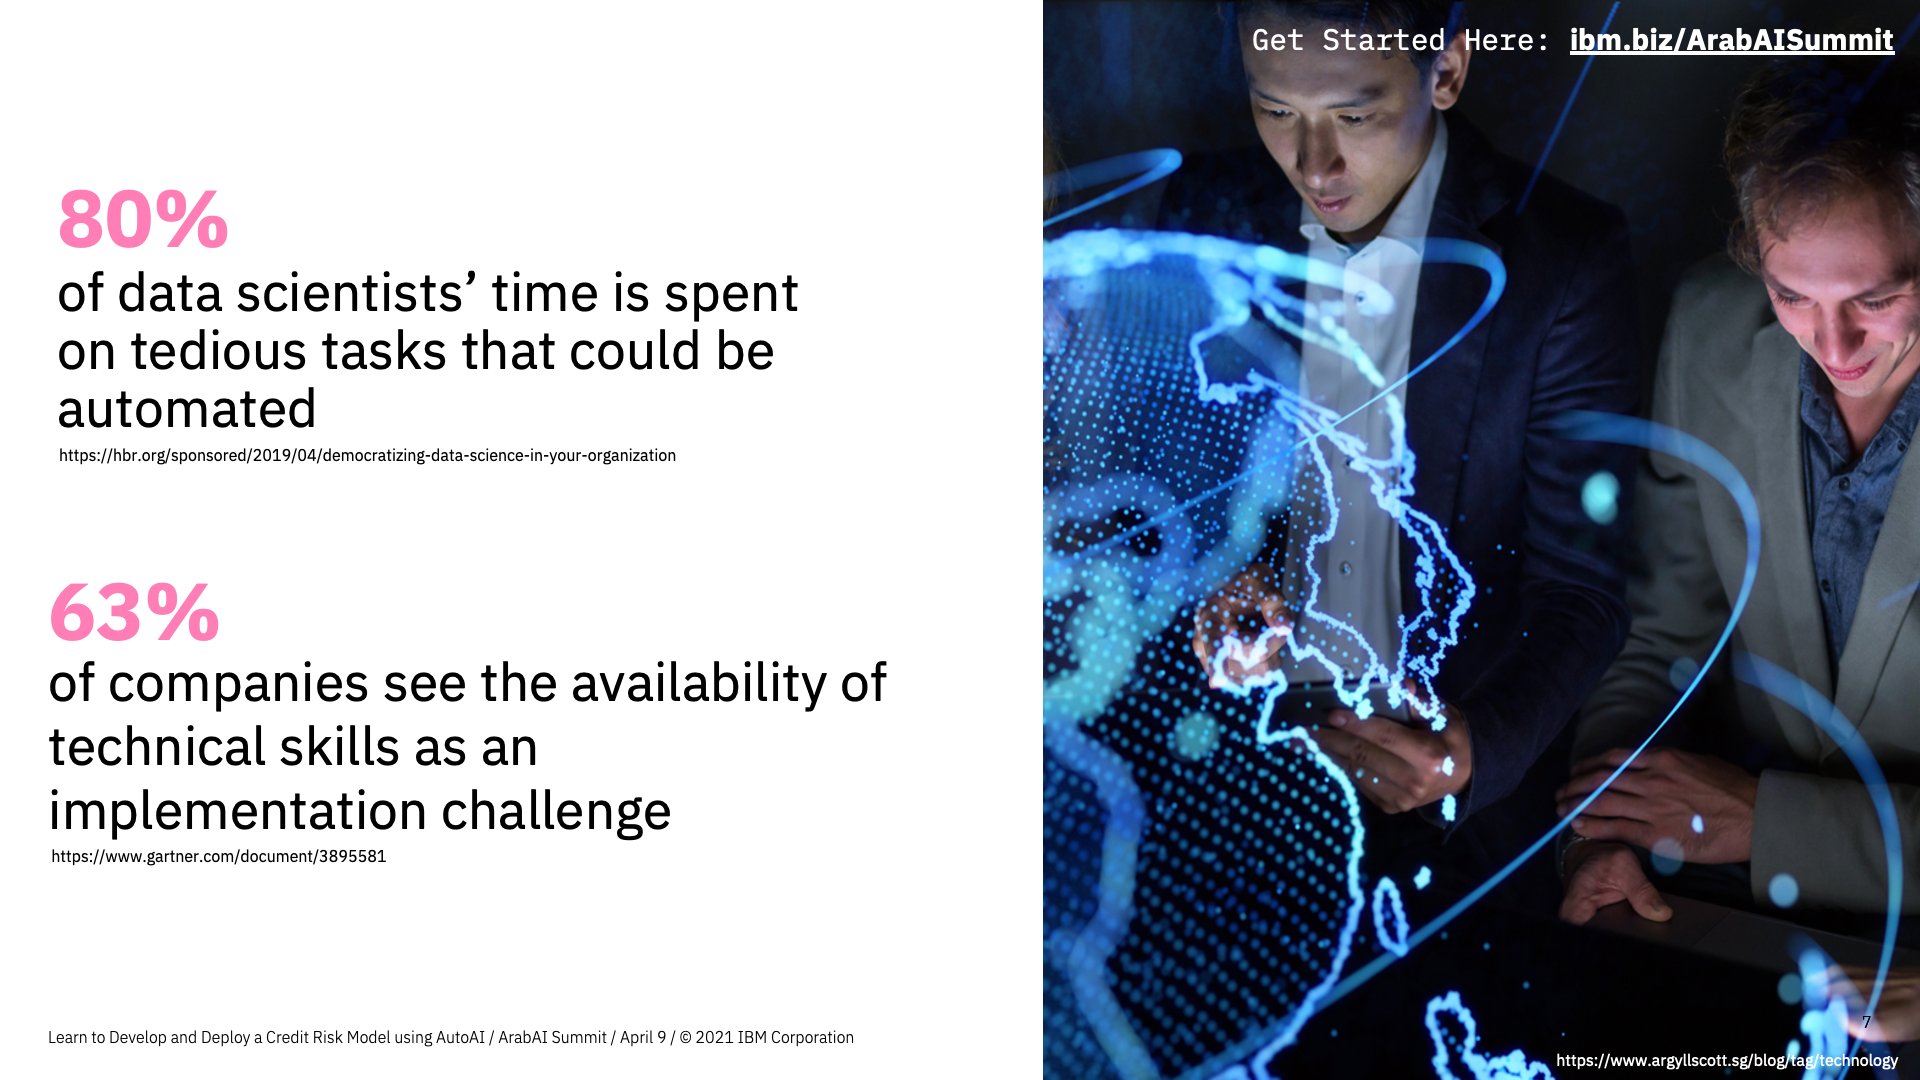 Get Started Here: ibm.biz/ArabAISummit
80%
of data scientists’ time is spent
on tedious tasks that could be
automated
https://hbr.org/sponsored/2019/04/democratizing-data-science-in-your-organization
63%
of companies see the availability of
technical skills as an
implementation challenge
https://www.gartner.com/document/3895581
Learn to Develop and Deploy a Credit Risk Model using AutoAI / ArabAI Summit / April 9 / © 2021 IBM Corporation
7
https://www.argyllscott.sg/blog/tag/technology